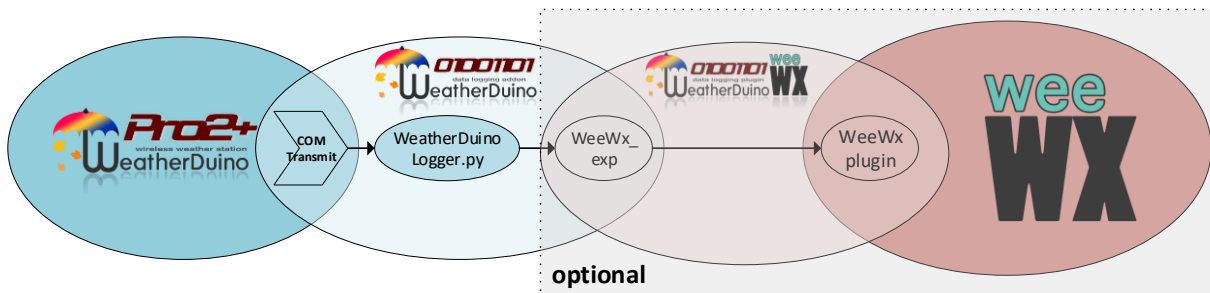 Pro2+
wireless weather station
WeatherDuino
COM
Transmit
01001101
data logging addon
WeatherDuino
WeatherDuino
Logger.py
01001101
data logging plugin
WeatherDuino
wee
WX
WeeWx_
exp
WeeWx
plugin
wee
WX
optional